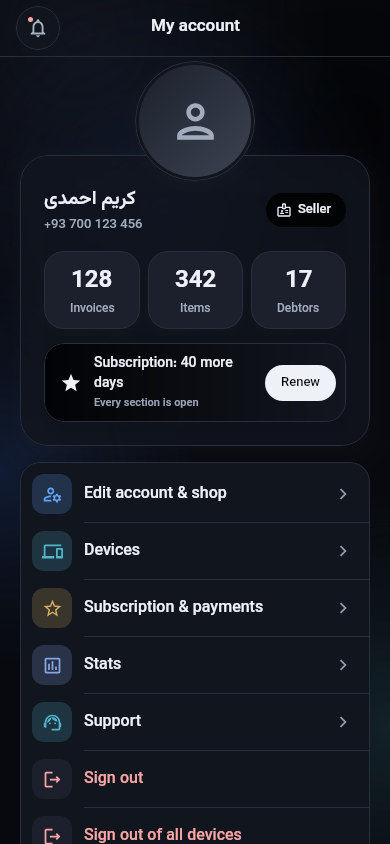 My account
کریم احمدی
+93 700 123 456
Seller
128
342
17
Invoices
Items
Debtors
Subscription: 40 more
days
Every section is open
Renew
Edit account & shop
Devices
Subscription & payments
Stats
Support
Sign out
Sign out of all devices